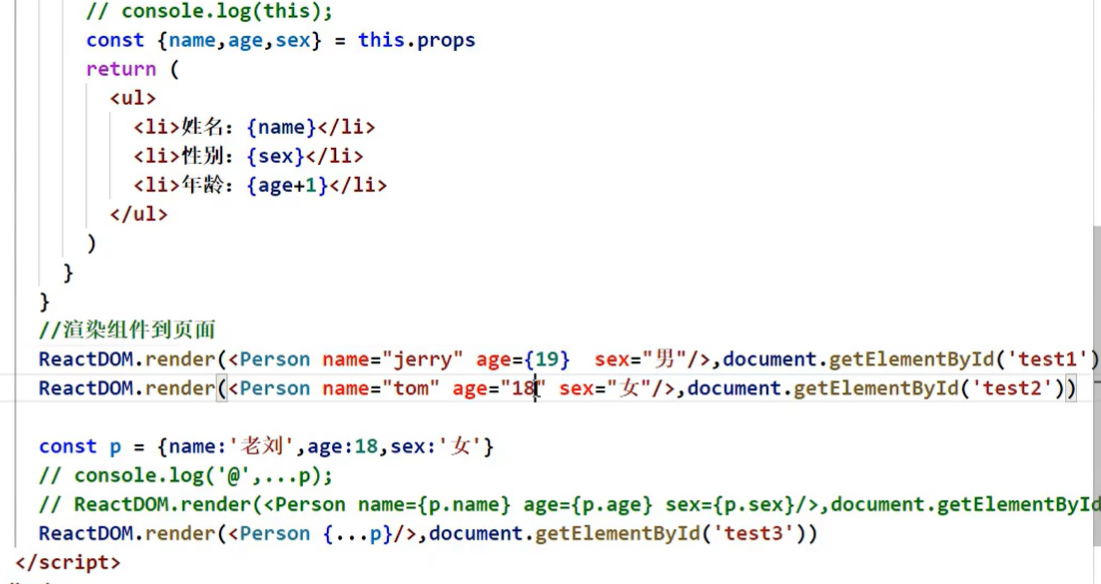 // console.log(this);
const {name,age,sex} = this.props
return (
<ul>
<li>姓名：{name}</li>
<li>性别：{sex}</li>
<li>年龄：{age+1}</li>
</ul>
)
}
}
//渲染组件到页面
ReactDOM.render(<Person name="jerry" age={19}  sex="男"/>,document.getElementById('test1')
ReactDOM.render(<Person name="tom" age="18" sex="女"/>,document.getElementById('test2'))
const p = {name:'老刘',age:18,sex:'女'}
// console.log('@',...p);
// ReactDOM.render(<Person name={p.name} age={p.age} sex={p.sex}/>,document.getElementById
ReactDOM.render(<Person {...p}/>,document.getElementById('test3'))
</script>